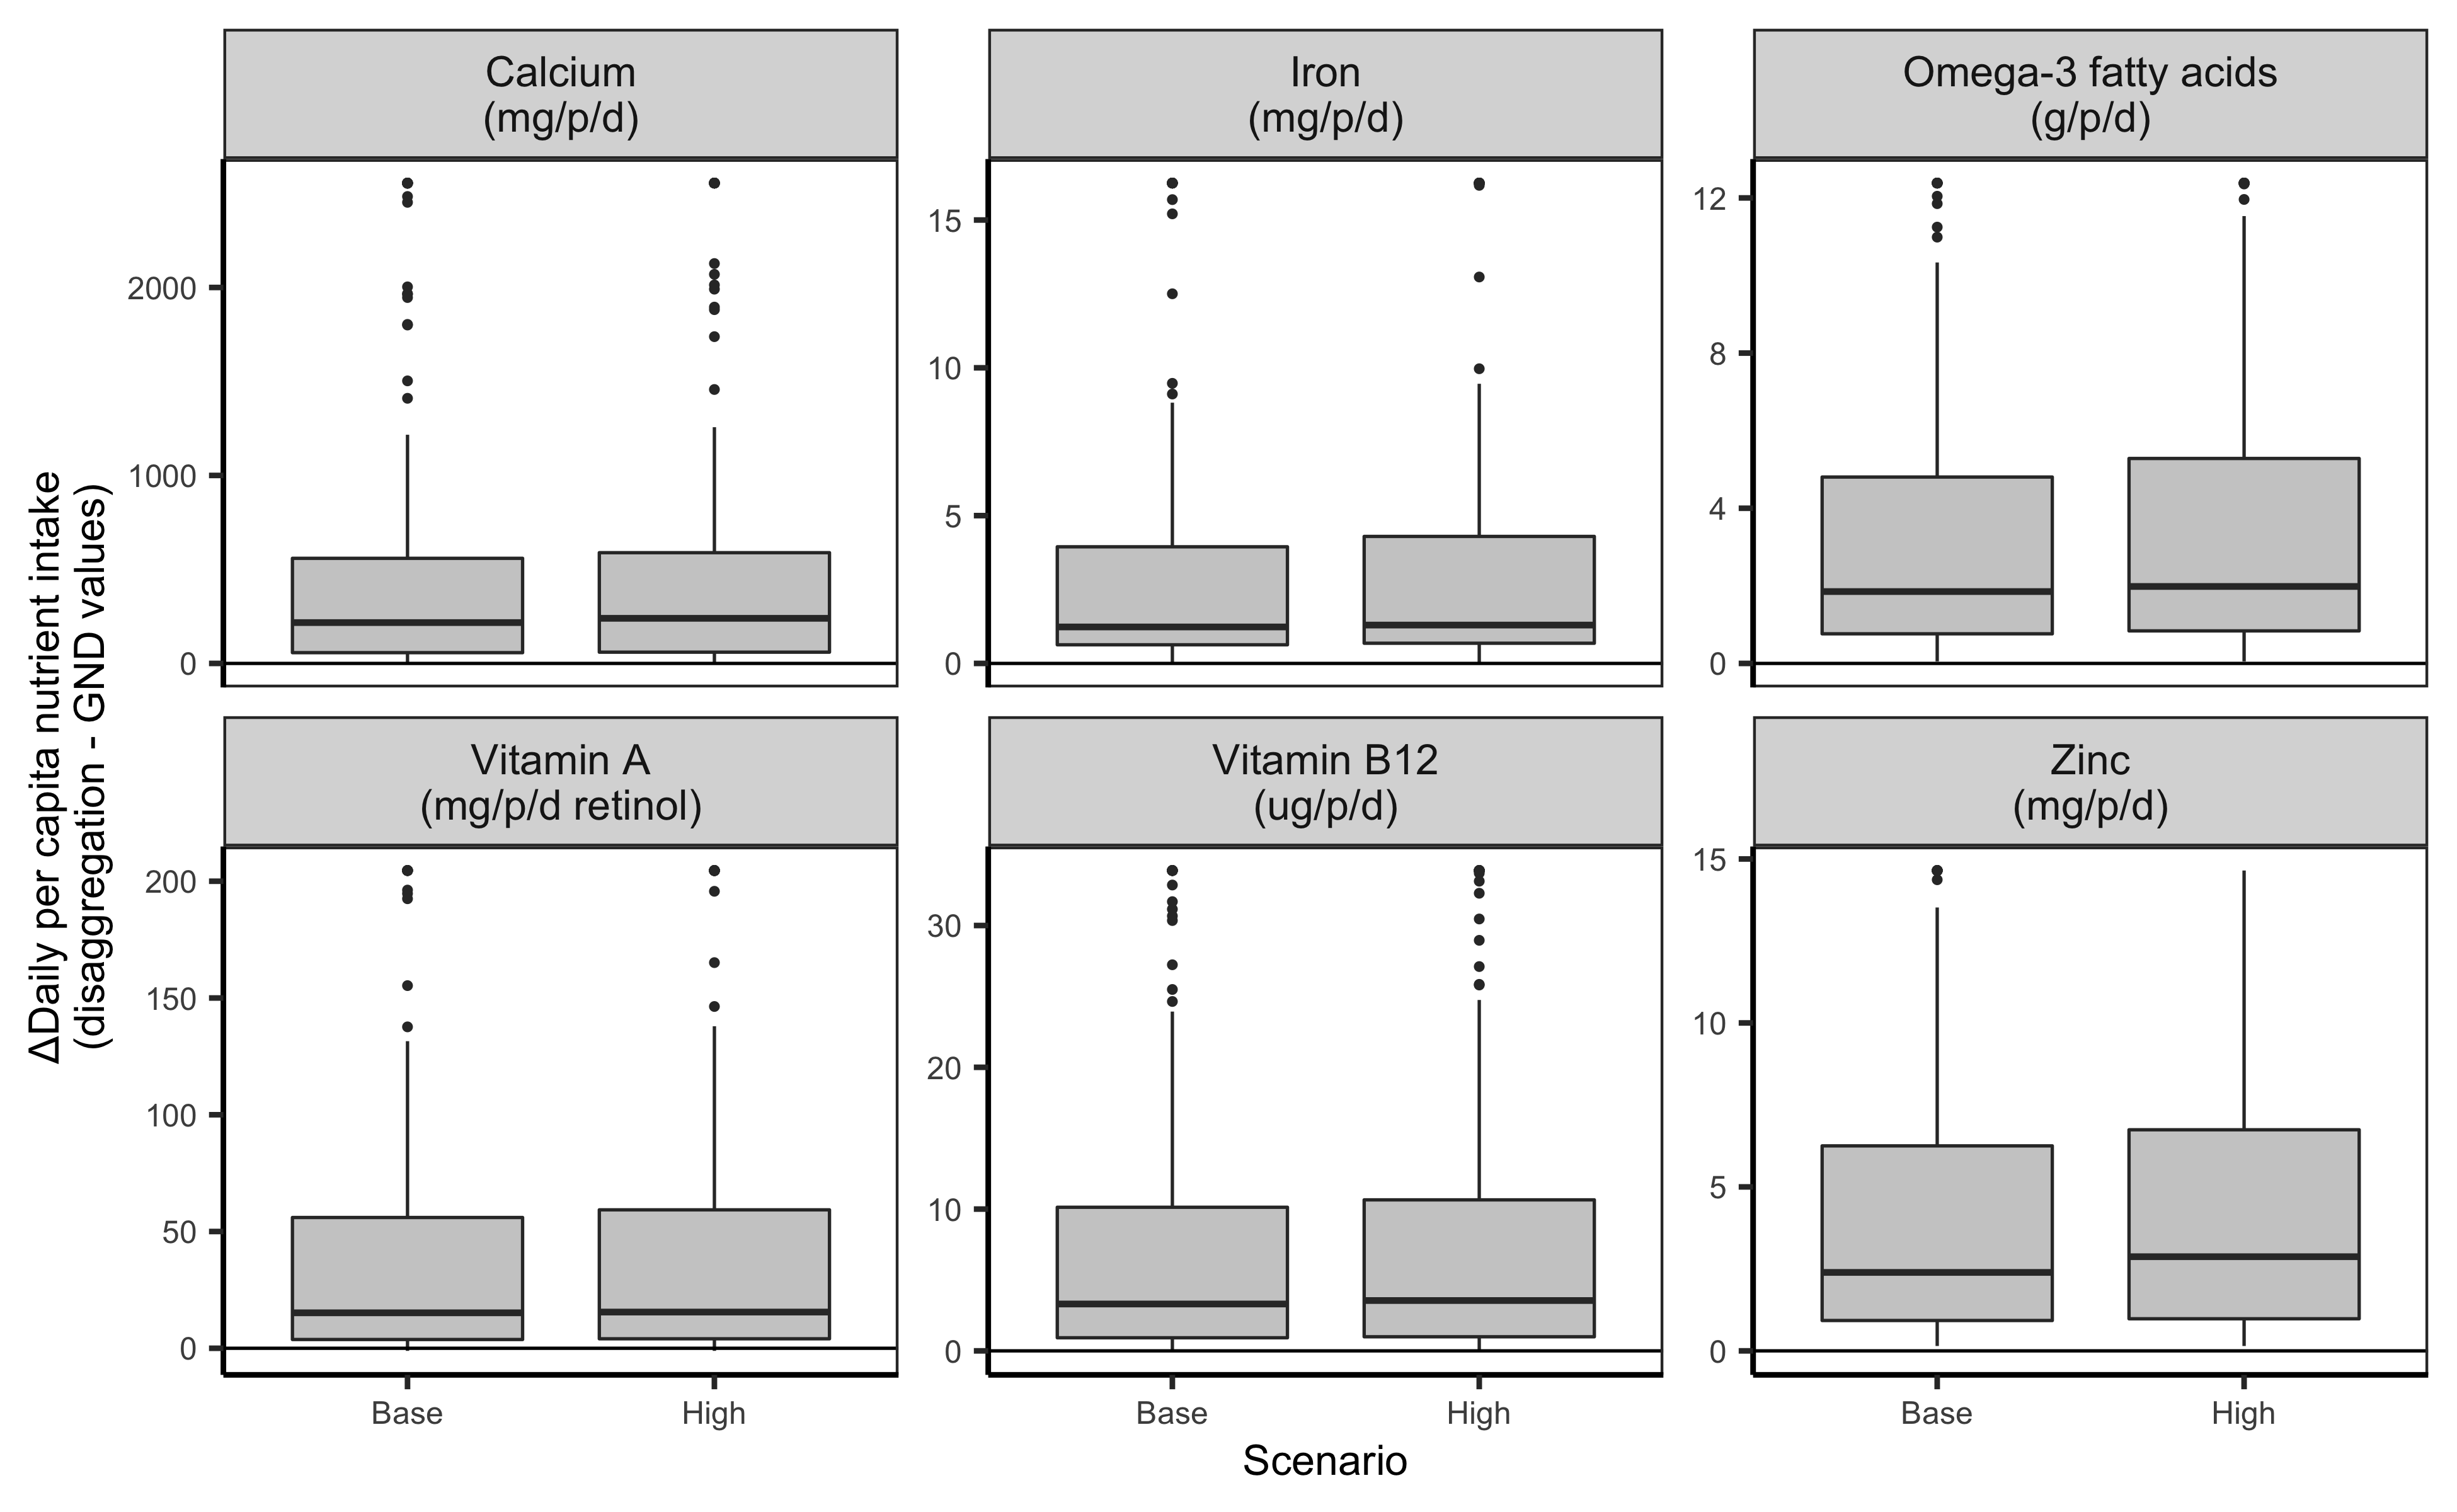 ΔDaily per capita nutrient intake
(disaggregation - GND values)
Calcium
(mg/p/d)
2000
1000
0
Iron
(mg/p/d)
15
10
5
0
Omega-3 fatty acids
(g/p/d)
12
8
4
0
Vitamin A
(mg/p/d retinol)
200
150
100
50
0
Base
High
Vitamin B12
(ug/p/d)
30
20
10
0
Base
High
Zinc
(mg/p/d)
15
10
5
0
Base
High
Scenario